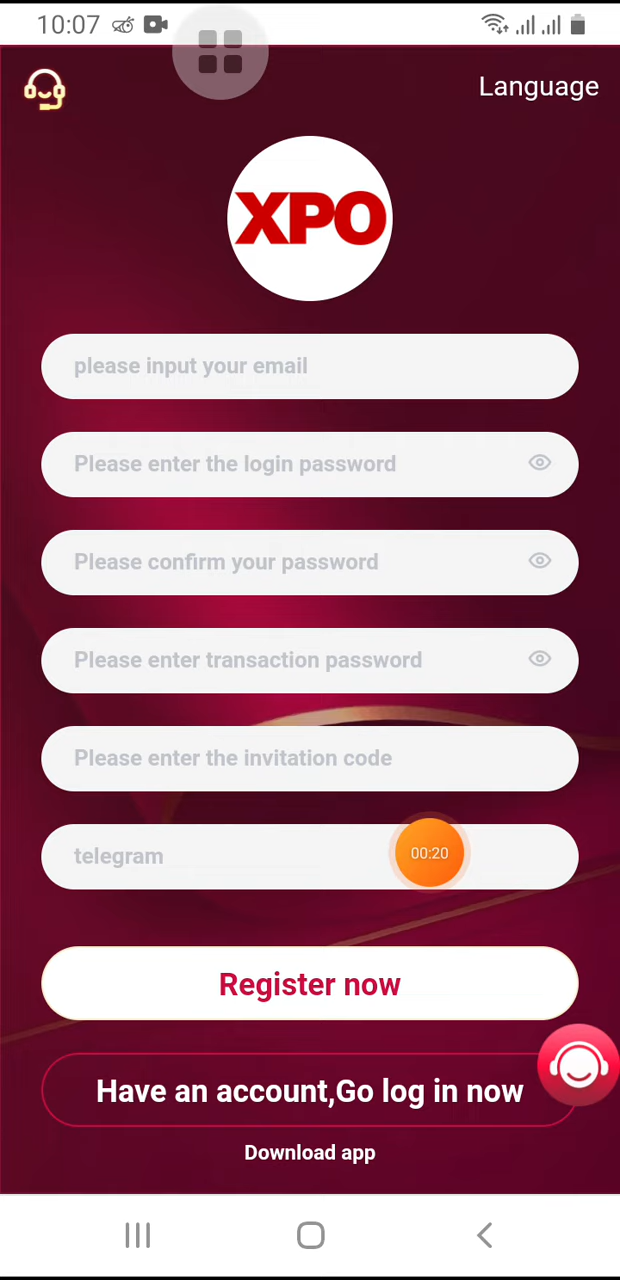 10:07
Language
XPO
please input your email
Please enter the login password
Please confirm your password
Please enter transaction password
Please enter the invitation code
telegram
00:20
Register now
Have an account,Go log in now
Download app